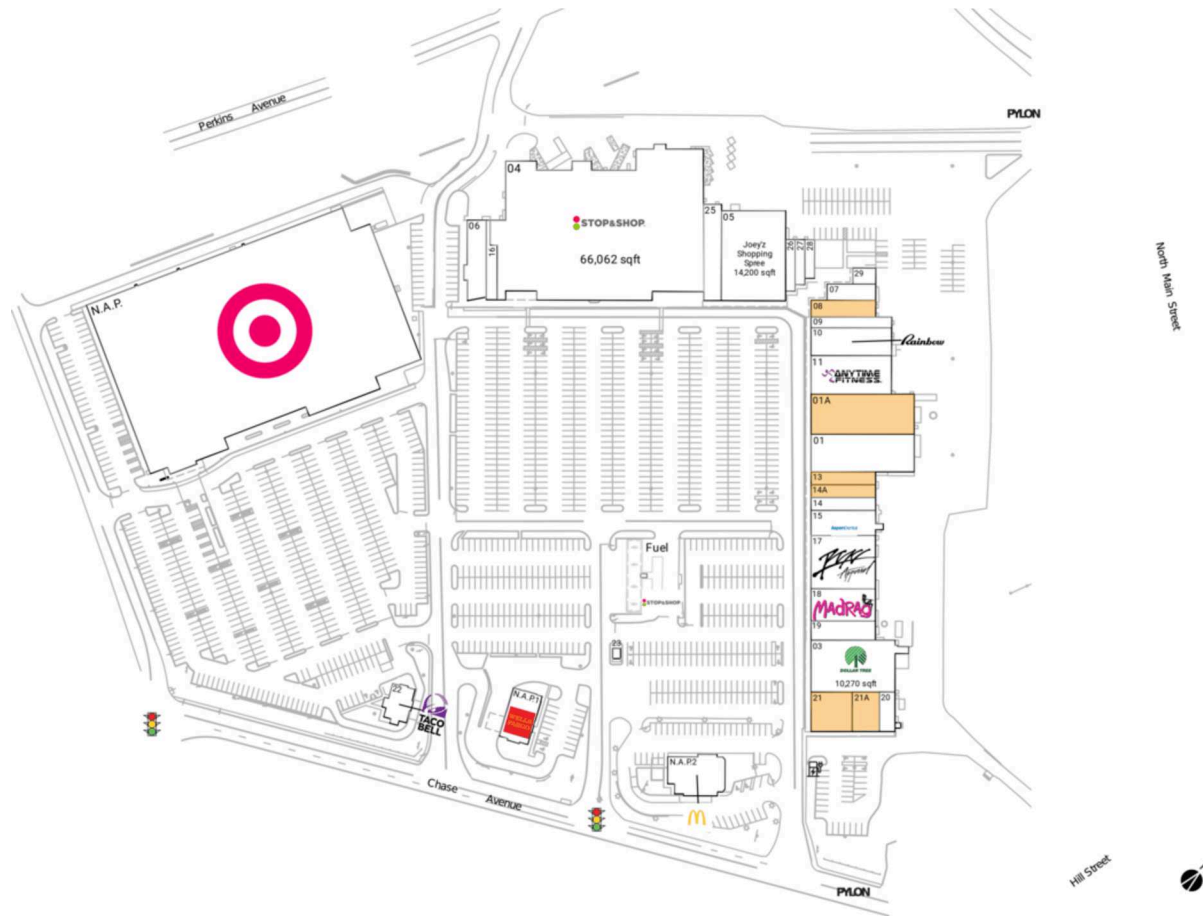 Perkins Avenue
PYLON
04
STOP&SHOP
66,062 sqft
06
16
25
05
Joey'z
Shopping
Spree
14,200 sqft
26
27
28
29
07
08
09
10
Rainbow
11
ANYTIME
FITNESS
01A
01
13
14A
14
15
AspenDental
17
18
MADRAG
19
03
DOLLAR TREE
10,270 sqft
21
21A
20
N.A.P.
North Main Street
Fuel
STOP&SHOP
23
22
TACO
BELL
N.A.P.1
WELLS
FARGO
N.A.P.2
Chase Avenue
PYLON
Hill Street